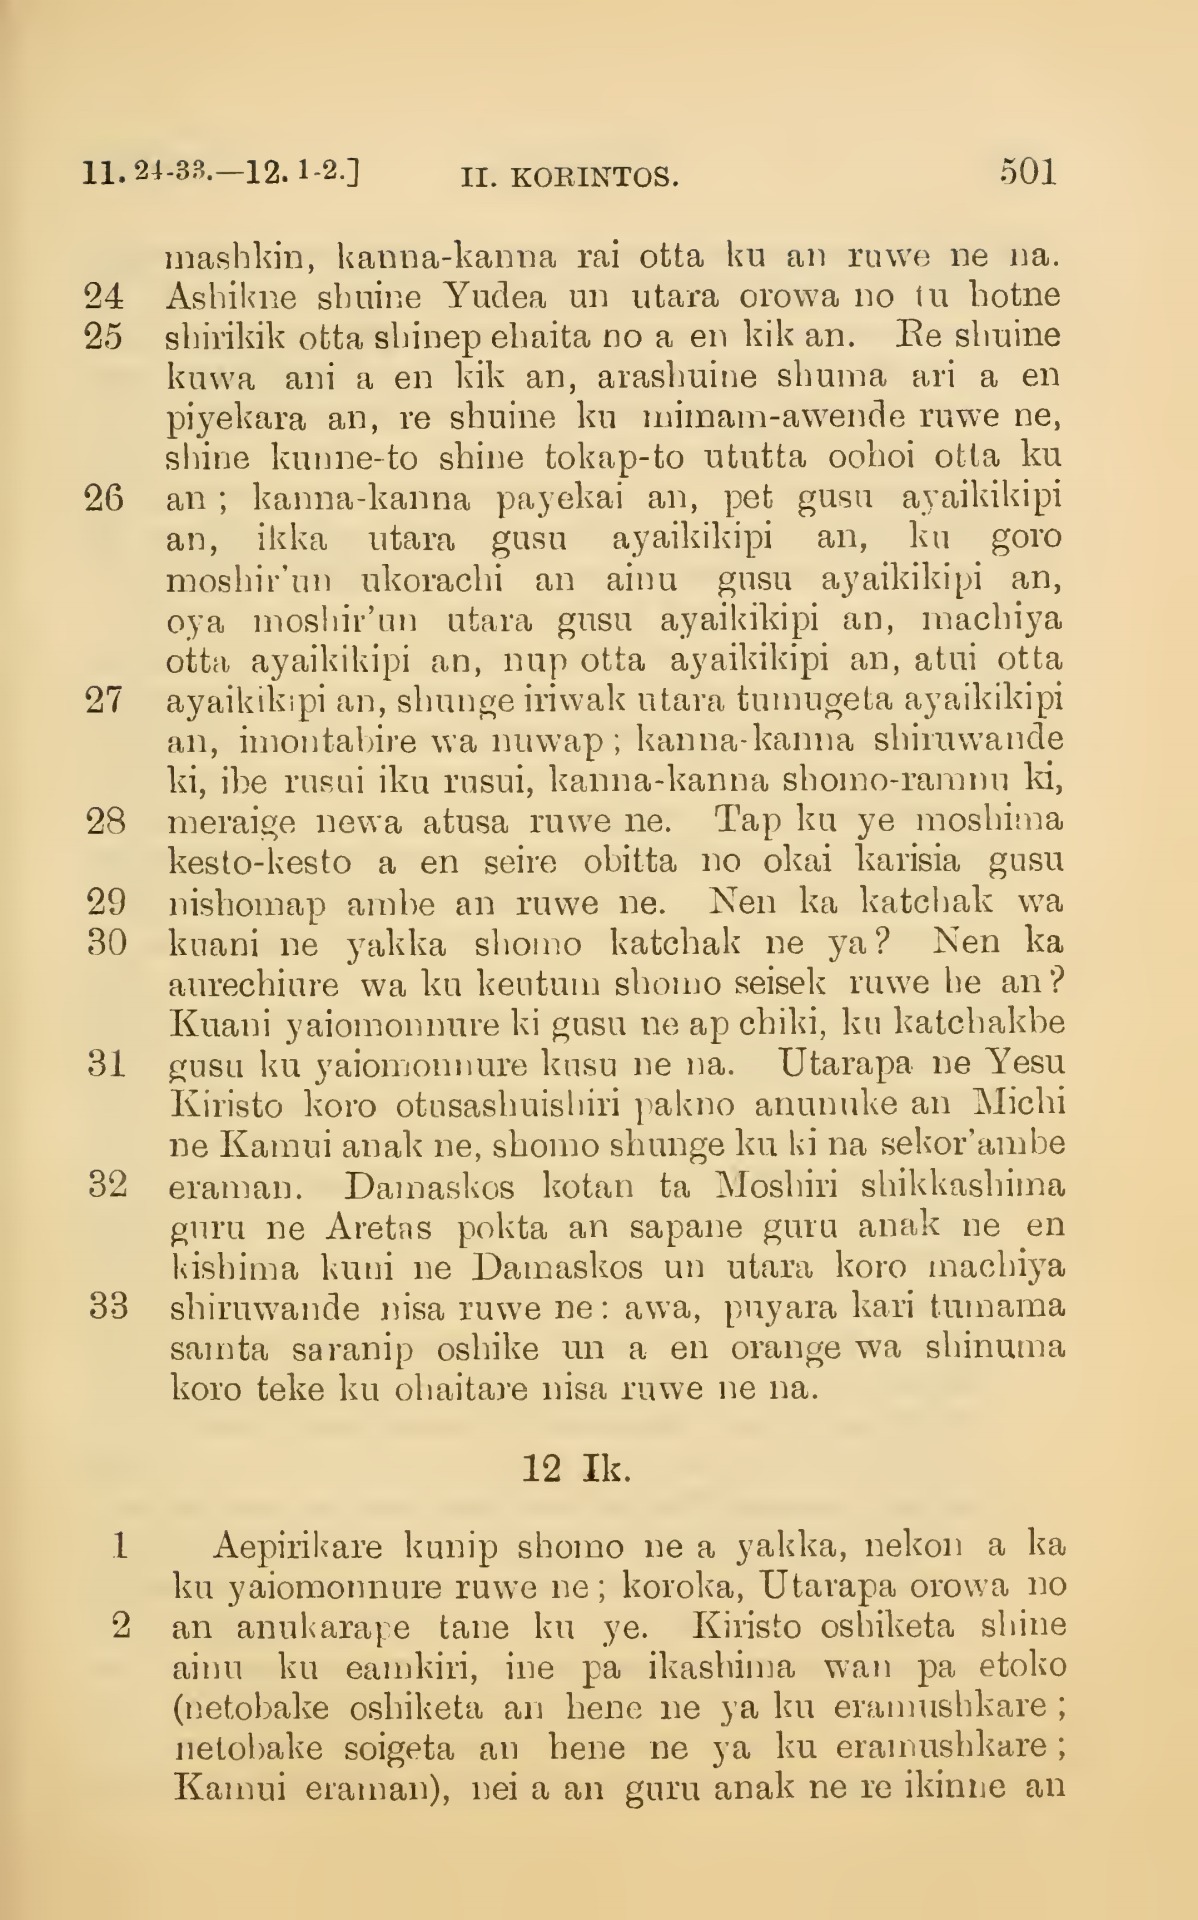 11. 24-33.—12. 1-2.] II. KORINTOS. 501
mashkin, kanna-kanna rai otta ku an ruwe ne na.
24 Ashikne shuine Yudea un utara orowa no tu hotne
25 shirikik otta shinep ehaita no a en kik an. Re shuine
kuwa ani a en kik an, arashuine shuma ari a en
piyekara an, re shuine ku mimam-awende ruwe ne,
shine kunne-to shine tokap-to ututta oohoi otta ku
26 an ; kanna-kanna payekai an, pet gusu ayaikikipi
an, ikka utara gusu ayaikikipi an, ku goro
moshir'un ukorachi an ainu gusu ayaikikipi an,
oya moshir'un utara gusu ayaikikipi an, machiya
otta ayaikikipi an, nup otta ayaikikipi an, atui otta
27 ayaikikipi an, shunge iriwak utara tumugeta ayaikikipi
an, imontabire wa nuwap ; kanna-kanna shiruwande
ki, ibe rusui iku rusui, kanna-kanna shomo-ramnu ki,
28 meraige newa atusa ruwe ne. Tap ku ye moshima
kesto-kesto a en seire obitta no okai karisia gusu
29 nishomap ambe an ruwe ne. Nen ka katchak wa
30 kuani ne yakka shomo katchak ne ya? Nen ka
aurechiure wa ku keutum shomo seisek ruwe he an?
Kuani yaiomonnure ki gusu ne ap chiki, ku katchakbe
31 gusu ku yaiomonnure kusu ne na. Utarapa ne Yesu
Kiristo koro otusashuishiri pakno anunuke an Michi
ne Kamui anak ne, shomo shunge ku ki na sekor'ambe
32 eraman. Damaskos kotan ta Moshiri shikkashima
guru ne Aretas pokta an sapane guru anak ne en
kishima kuni ne Damaskos un utara koro machiya
33 shiruwande nisa ruwe ne : awa, puyara kari tumama
samta saranip oshike un a en orange wa shinuma
koro teke ku ohaitare nisa ruwe ne na.
12 Ik.
1 Aepirikare kunip shomo ne a yakka, nekon a ka
ku yaiomonnure ruwe ne ; koroka, Utarapa orowa no
2 an anukarape tane ku ye. Kiristo oshiketa shine
ainu ku eamkiri, ine pa ikashima wan pa etoko
(netobake oshiketa an hene ne ya ku eramushkare ;
netobake soigeta an hene ne ya ku eramushkare ;
Kamui eraman), nei a an guru anak ne re ikinne an